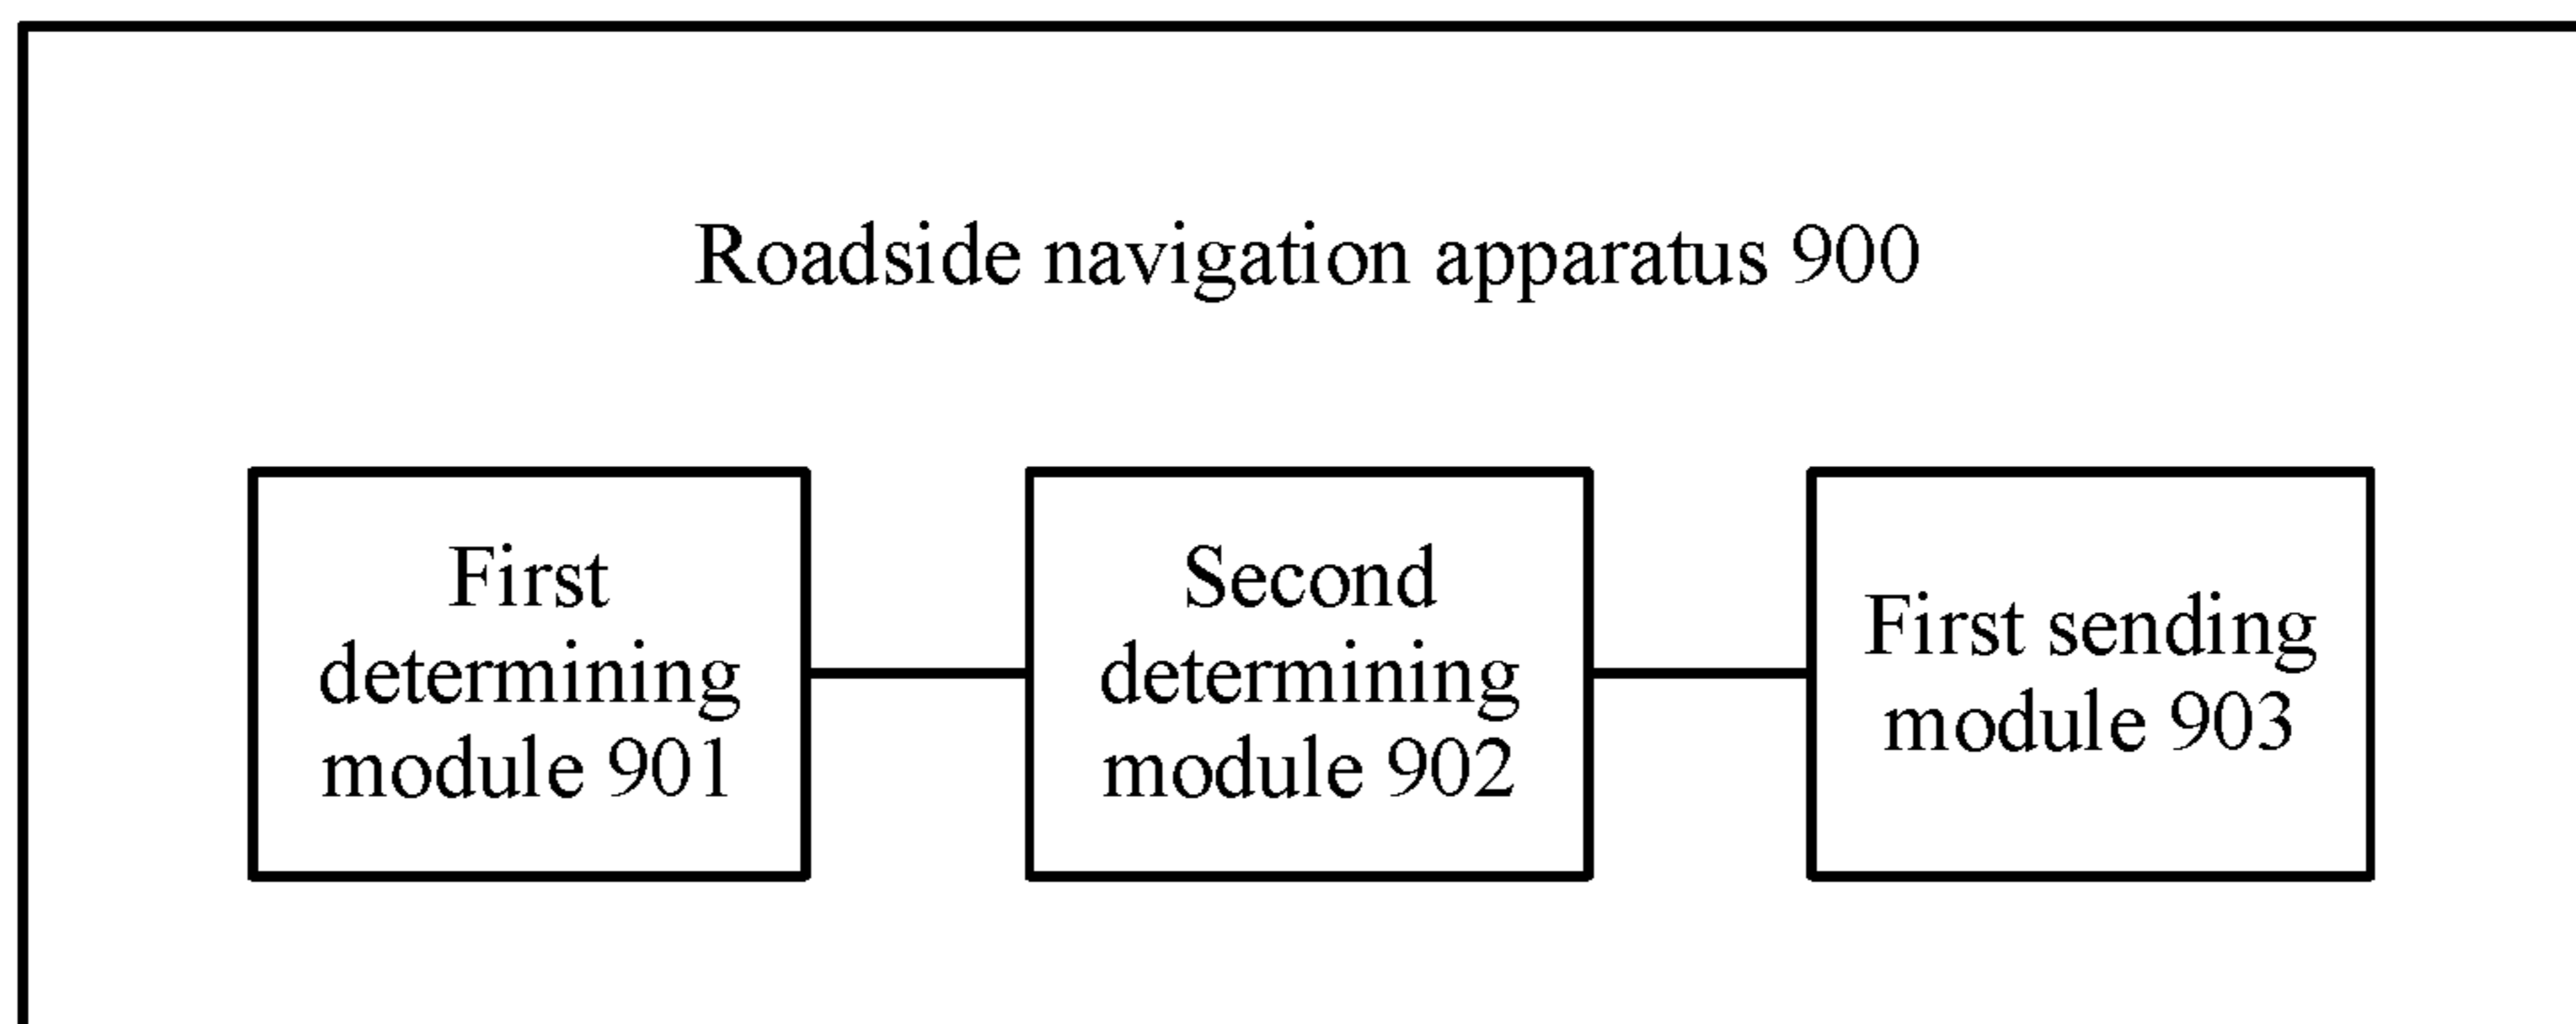 Roadside navigation apparatus 900
First
determining
module 901
Second
determining
module 902
First sending
module 903